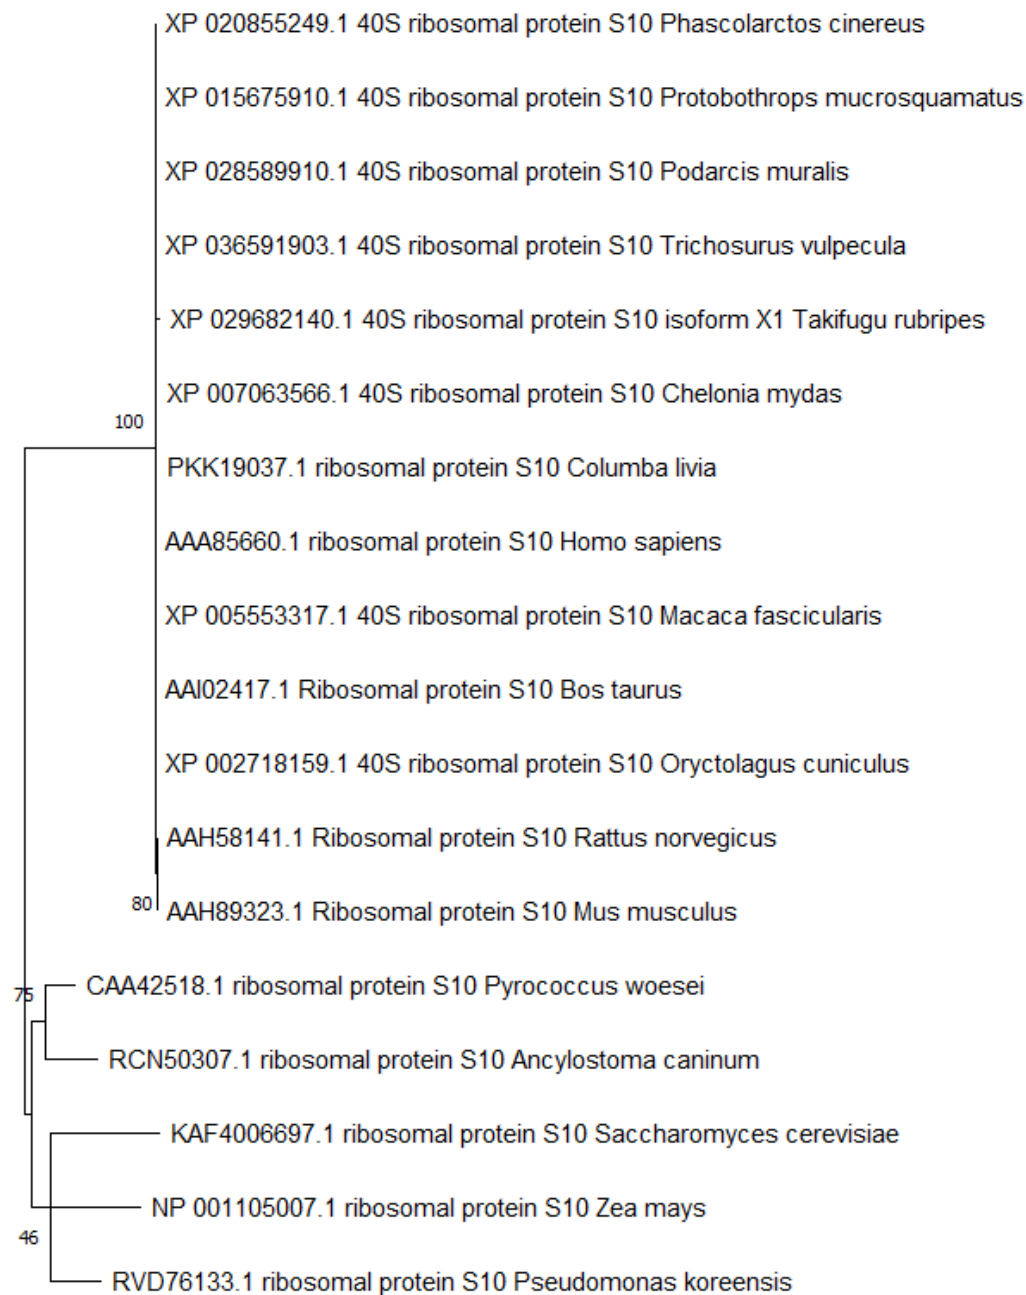 XP 020855249.1 40S ribosomal protein S10 Phascolarctos cinereus
XP 015675910.1 40S ribosomal protein S10 Protobothrops mucrosquamatus
XP 028589910.1 40S ribosomal protein S10 Podarcis muralis
XP 036591903.1 40S ribosomal protein S10 Trichosurus vulpecula
XP 029682140.1 40S ribosomal protein S10 isoform X1 Takifugu rubripes
XP 007063566.1 40S ribosomal protein S10 Chelonia mydas
100
PKK19037.1 ribosomal protein S10 Columba livia
AAA85660.1 ribosomal protein S10 Homo sapiens
XP 005553317.1 40S ribosomal protein S10 Macaca fascicularis
AAI02417.1 Ribosomal protein S10 Bos taurus
XP 002718159.1 40S ribosomal protein S10 Oryctolagus cuniculus
AAH58141.1 Ribosomal protein S10 Rattus norvegicus
80
AAH89323.1 Ribosomal protein S10 Mus musculus
CAA42518.1 ribosomal protein S10 Pyrococcus woesei
75
RCN50307.1 ribosomal protein S10 Ancylostoma caninum
KAF4006697.1 ribosomal protein S10 Saccharomyces cerevisiae
NP 001105007.1 ribosomal protein S10 Zea mays
46
RVD76133.1 ribosomal protein S10 Pseudomonas koreensis